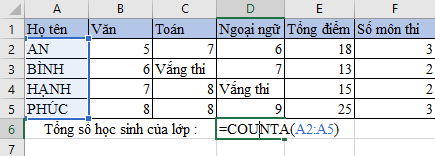 A B C D E F
1 Họ tên Văn Toán Ngoại ngữ Tổng điểm Số môn thi
2 AN 5 7 6 18 3
3 BÌNH 6 Vắng thi 7 13 2
4 HẠNH 7 8 Vắng thi 15 2
5 PHÚC 8 8 9 25 3
6 Tổng số học sinh của lớp : =COUNTA(A2:A5)
7